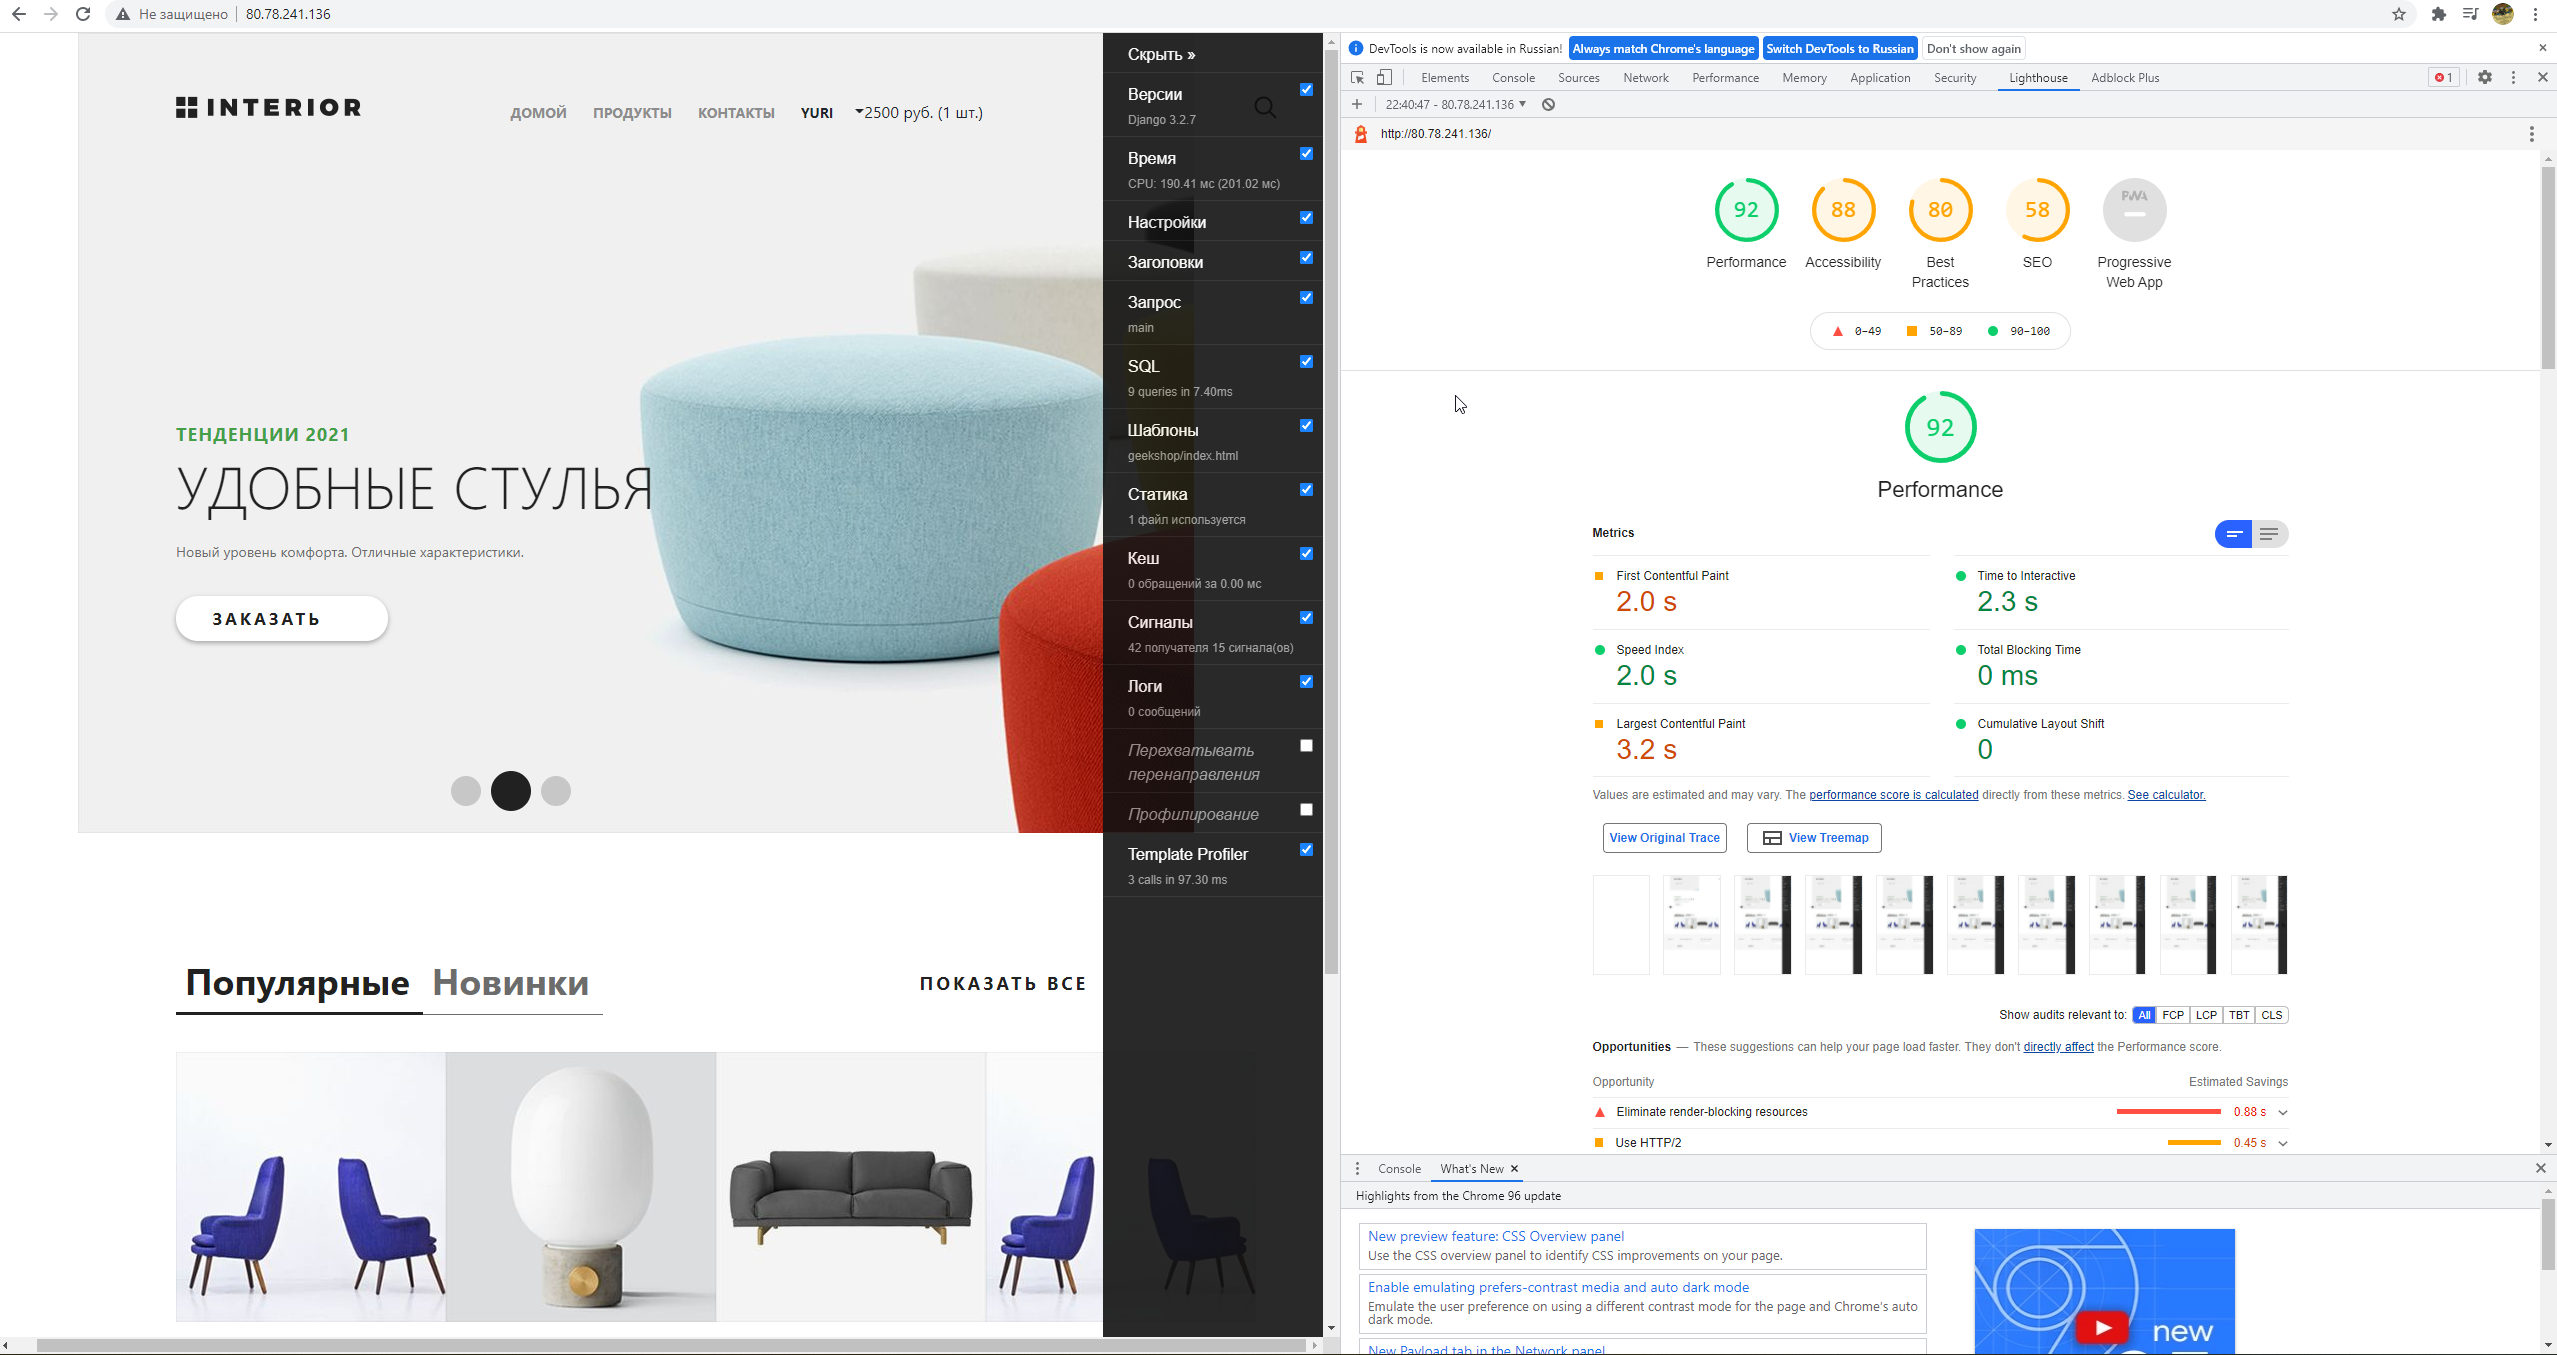 Не защищено
80.78.241.136
INTERIOR
ДОМОЙ
ПРОДУКТЫ
КОНТАКТЫ
YURI
2500 руб. (1 шт.)
ТЕНДЕНЦИИ 2021
УДОБНЫЕ СТУЛЬЯ
Новый уровень комфорта. Отличные характеристики.
ЗАКАЗАТЬ
Популярные
Новинки
ПОКАЗАТЬ ВСЕ
Скрыть »
Версии
Django 3.2.7
Время
CPU: 190.41 мс (201.02 мс)
Настройки
Заголовки
Запрос
main
SQL
9 queries in 7.40ms
Шаблоны
geekshop/index.html
Статика
1 файл используется
Кеш
0 обращений за 0.00 мс
Сигналы
42 получателя 15 сигнала(ов)
Логи
0 сообщений
Перехватывать
перенаправления
Профилирование
Template Profiler
3 calls in 97.30 ms
DevTools is now available in Russian!
Always match Chrome's language
Switch DevTools to Russian
Don't show again
Elements
Console
Sources
Network
Performance
Memory
Application
Security
Lighthouse
Adblock Plus
1
22:40:47 - 80.78.241.136
http://80.78.241.136/
92
88
80
58
PWA
Performance
Accessibility
Best
Practices
SEO
Progressive
Web App
0–49
50–89
90–100
92
Performance
Metrics
First Contentful Paint
2.0 s
Time to Interactive
2.3 s
Speed Index
2.0 s
Total Blocking Time
0 ms
Largest Contentful Paint
3.2 s
Cumulative Layout Shift
0
Values are estimated and may vary. The performance score is calculated directly from these metrics. See calculator.
View Original Trace
View Treemap
Show audits relevant to:
All
FCP
LCP
TBT
CLS
Opportunities — These suggestions can help your page load faster. They don't directly affect the Performance score.
Opportunity
Estimated Savings
Eliminate render-blocking resources
0.88 s
Use HTTP/2
0.45 s
Console
What's New
Highlights from the Chrome 96 update
New preview feature: CSS Overview panel
Use the CSS overview panel to identify CSS improvements on your page.
Enable emulating prefers-contrast media and auto dark mode
Emulate the user preference on using a different contrast mode for the page and Chrome's auto
dark mode.
New Payload tab in the Network panel
new